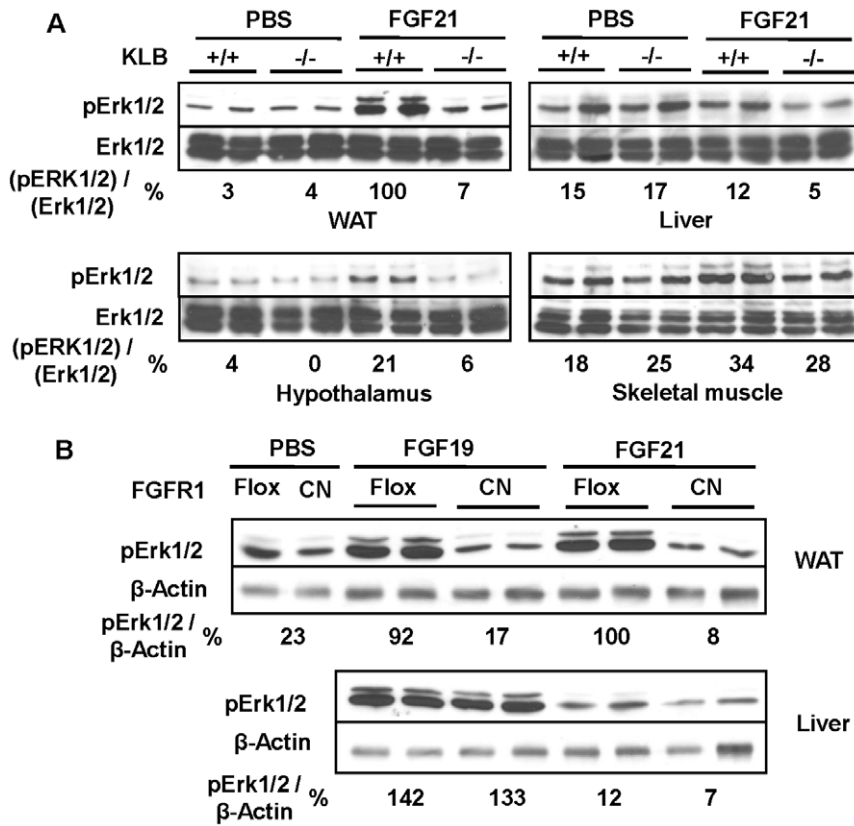 A
PBS FGF21 PBS FGF21
KLB +/+ -/- +/+ -/- +/+ -/- +/+ -/-
pErk1/2
Erk1/2
(pERK1/2) / (Erk1/2) % 3 4 100 7 15 17 12 5
WAT Liver
pErk1/2
Erk1/2
(pERK1/2) / (Erk1/2) % 4 0 21 6 18 25 34 28
Hypothalamus Skeletal muscle
B
PBS FGF19 FGF21
FGFR1 Flox CN Flox CN Flox CN
pErk1/2 WAT
β-Actin
pErk1/2 / β-Actin % 23 92 17 100 8
pErk1/2 Liver
β-Actin
pErk1/2 / β-Actin % 142 133 12 7